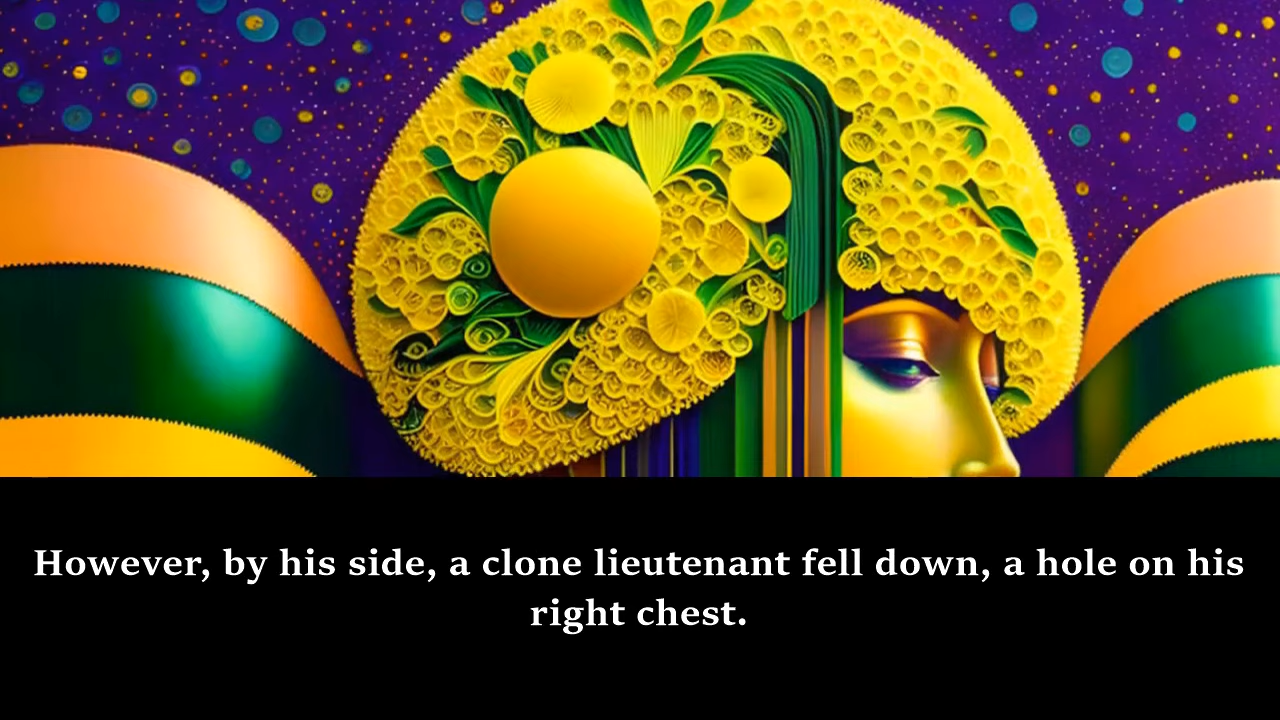 However, by his side, a clone lieutenant fell down, a hole on his
right chest.